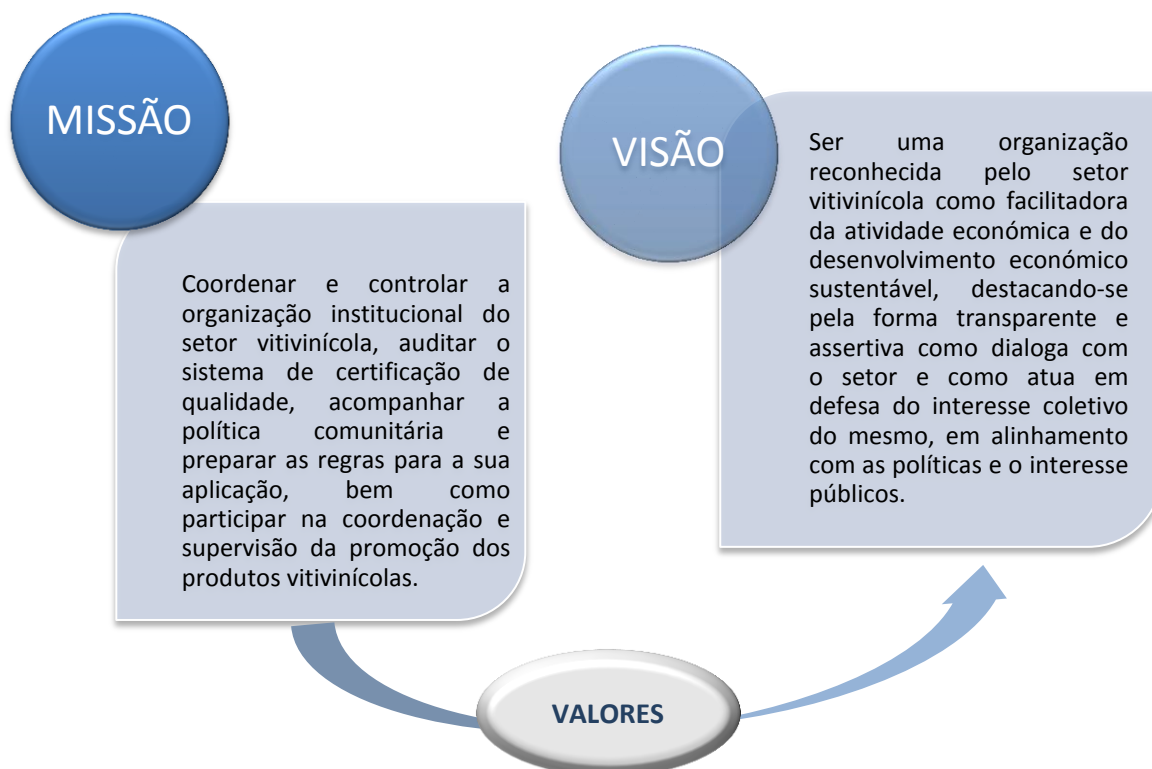 MISSÃO
Coordenar e controlar a
organização institucional do
setor vitivinícola, auditar o
sistema de certificação de
qualidade, acompanhar a
política comunitária e
preparar as regras para a sua
aplicação, bem como
participar na coordenação e
supervisão da promoção dos
produtos vitivinícolas.
VISÃO
Ser uma organização
reconhecida pelo setor
vitivinícola como facilitadora
da atividade económica e do
desenvolvimento económico
sustentável, destacando-se
pela forma transparente e
assertiva como dialoga com
o setor e como atua em
defesa do interesse coletivo
do mesmo, em alinhamento
com as políticas e o interesse
públicos.
VALORES